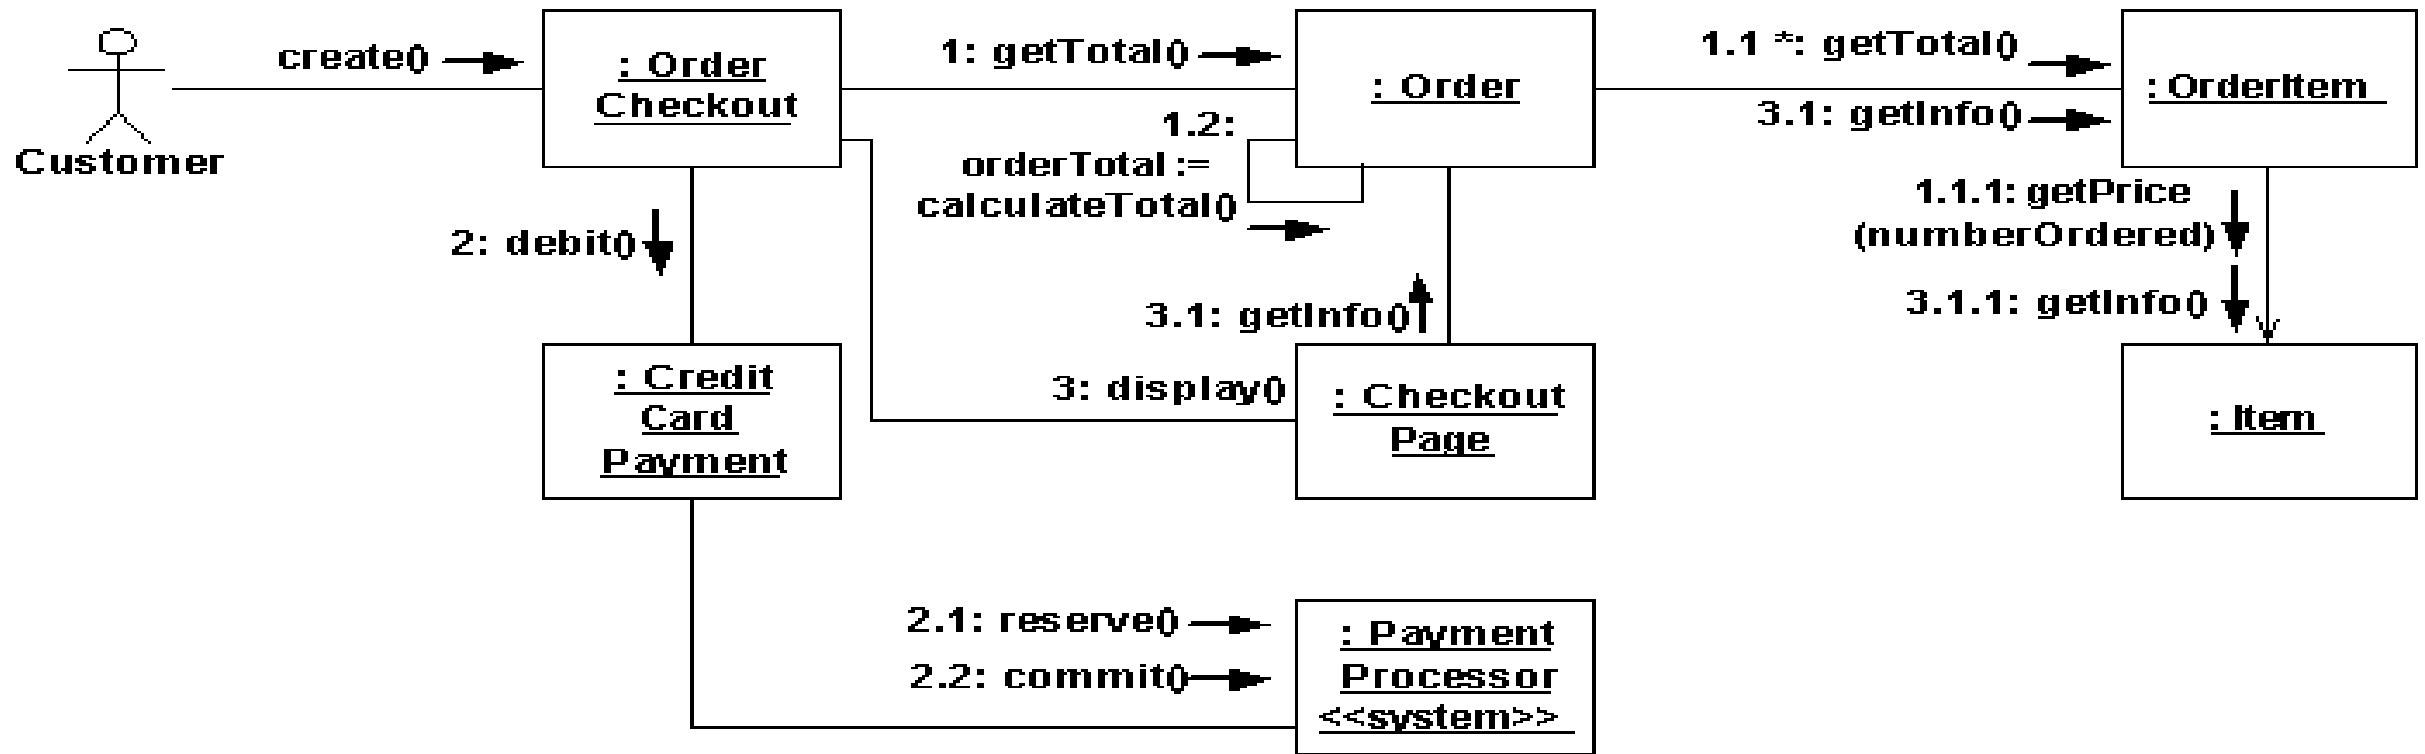 create()
: Order
Checkout
1: getTotal()
: Order
1.1 *: getTotal()
: OrderItem
3.1: getInfo()
Customer
1.2:
orderTotal :=
calculateTotal()
2: debit()
1.1.1: getPrice
(numberOrdered)
3.1: getInfo()
3.1.1: getInfo()
: Credit
Card
Payment
3: display()
: Checkout
Page
: Item
2.1: reserve()
2.2: commit()
: Payment
Processor
<<system>>